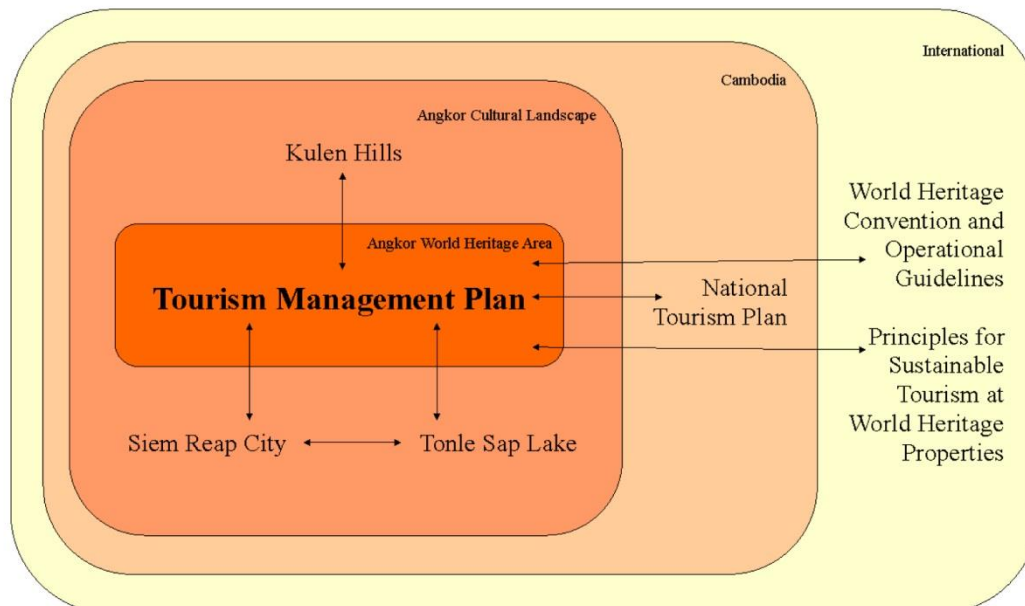 International
Cambodia
Angkor Cultural Landscape
Kulen Hills
World Heritage
Convention and
Operational
Guidelines
Angkor World Heritage Area
Tourism Management Plan
National
Tourism Plan
Principles for
Sustainable
Tourism at
World Heritage
Properties
Siem Reap City
Tonle Sap Lake